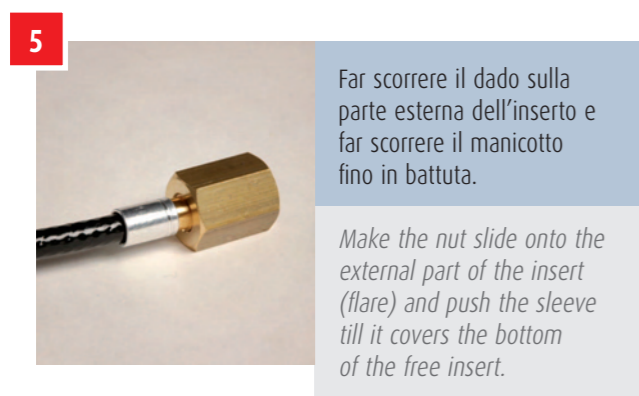 5
Far scorrere il dado sulla
parte esterna dell'inserto e
far scorrere il manicotto
fino in battuta.
Make the nut slide onto the
external part of the insert
(flare) and push the sleeve
till it covers the bottom
of the free insert.